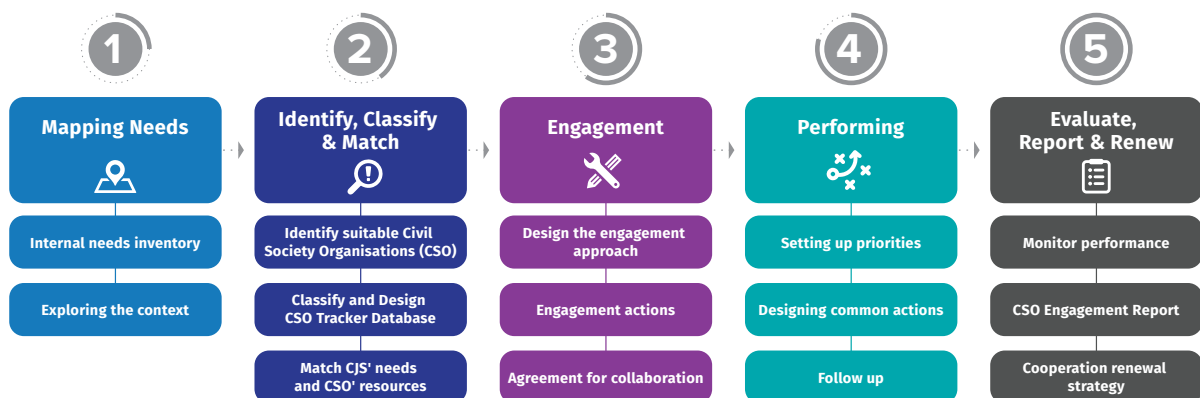 1
Mapping Needs
Internal needs inventory
Exploring the context
2
Identify, Classify
& Match
Identify suitable Civil
Society Organisations (CSO)
Classify and Design
CSO Tracker Database
Match CJS' needs
and CSO' resources
3
Engagement
Design the engagement
approach
Engagement actions
Agreement for collaboration
4
Performing
Setting up priorities
Designing common actions
Follow up
5
Evaluate,
Report & Renew
Monitor performance
CSO Engagement Report
Cooperation renewal
strategy